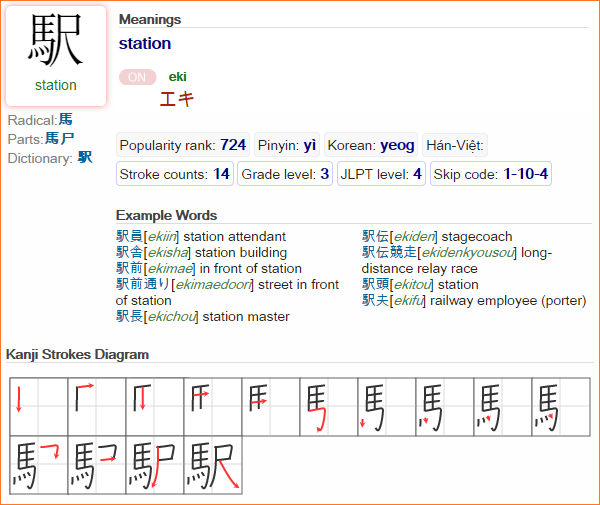 駅
station
Radical:馬
Parts:馬尸
Dictionary: 駅
Meanings
station
ON eki
エキ
Popularity rank: 724 Pinyin: yì Korean: yeog Hán-Việt:
Stroke counts: 14 Grade level: 3 JLPT level: 4 Skip code: 1-10-4
Example Words
駅員[ekiin] station attendant
駅舎[ekisha] station building
駅前[ekimae] in front of station
駅前通り[ekimaedoori] street in front
of station
駅長[ekichou] station master
駅伝[ekiden] stagecoach
駅伝競走[ekidenkyousou] long-
distance relay race
駅頭[ekitou] station
駅夫[ekifu] railway employee (porter)
Kanji Strokes Diagram